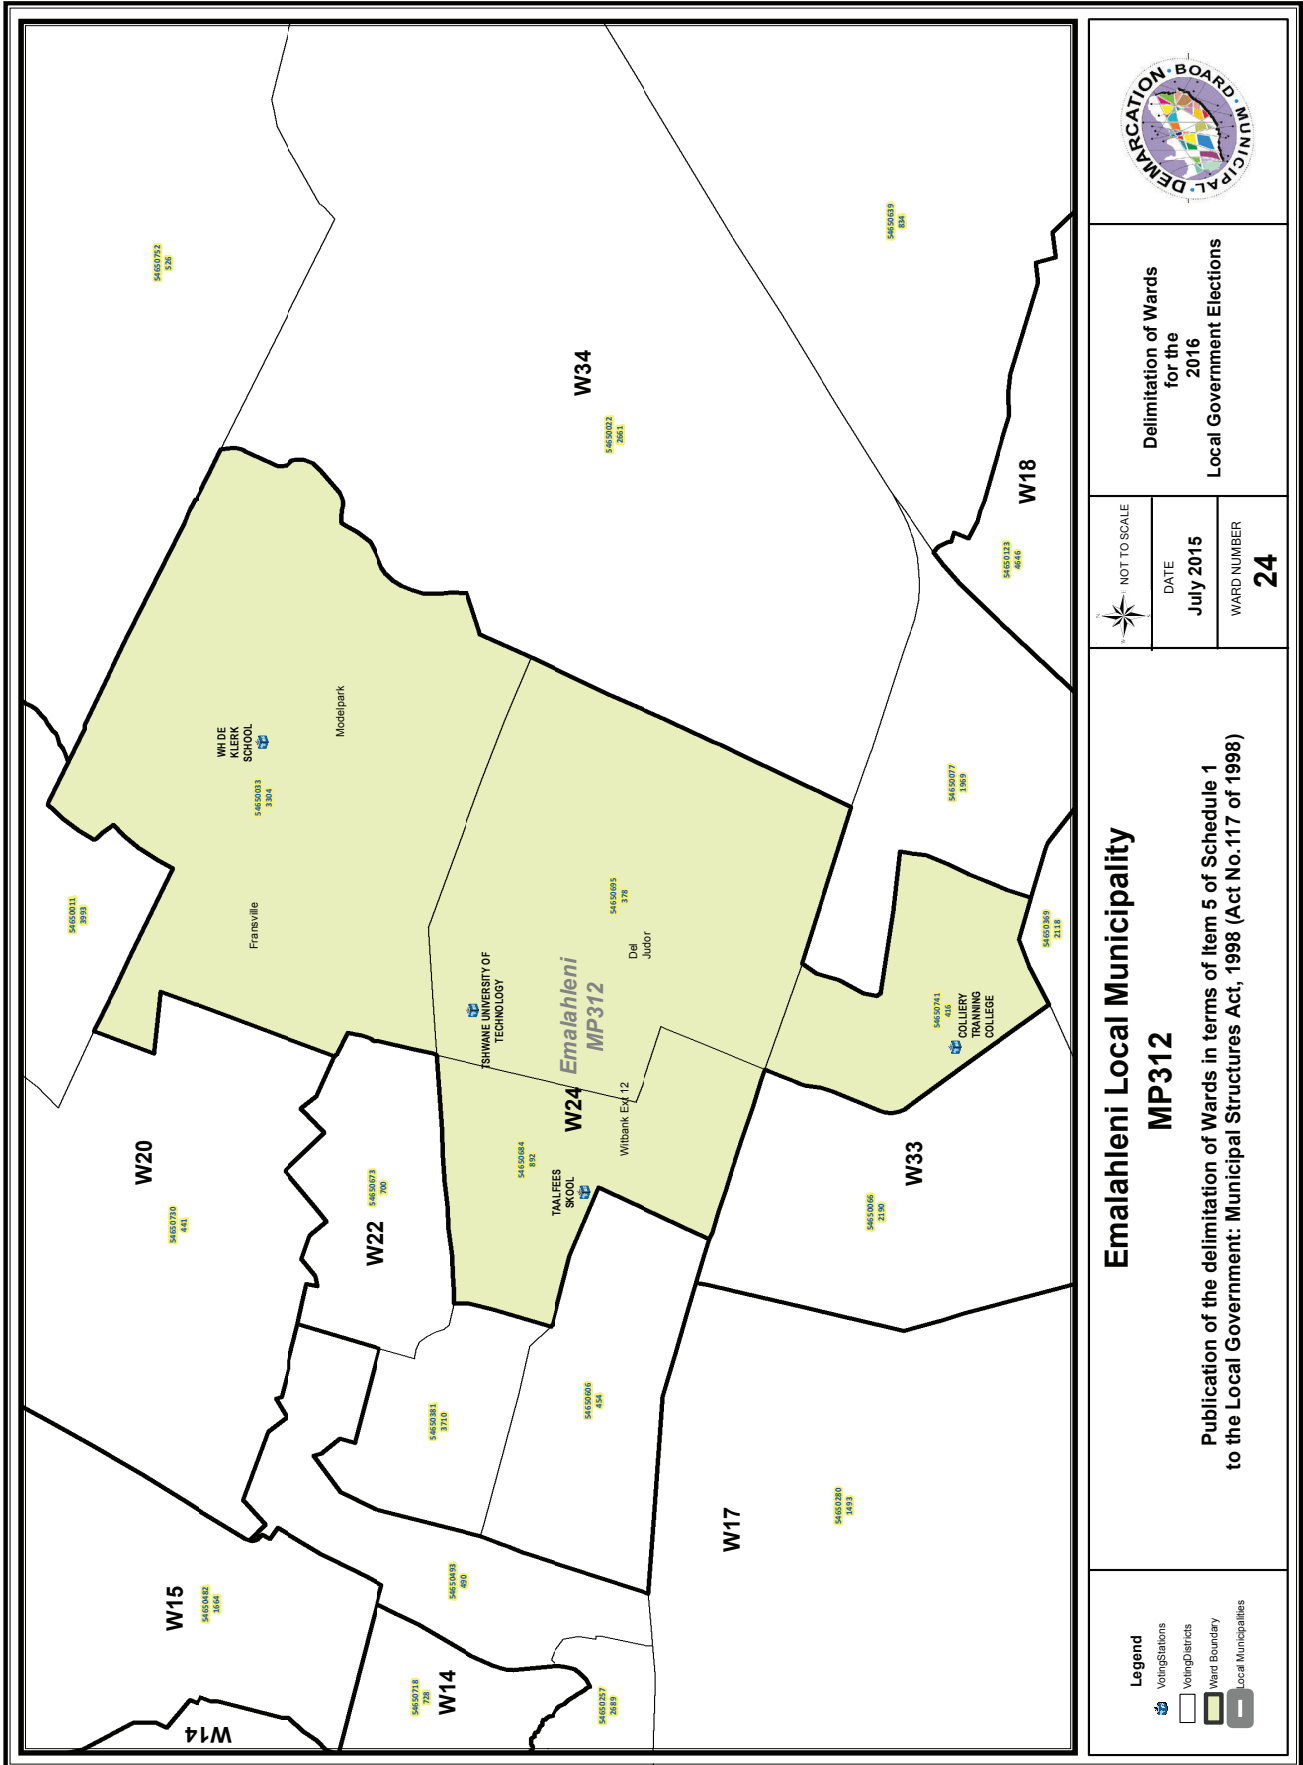 54650752
526
54650639
834
W34
54650022
2661
W18
54650123
4646
WH DE
KLERK
SCHOOL
Modelpark
54650033
3304
54650077
1969
54650011
3993
Fransville
54650695
378
Del
Judor
TSHWANE UNIVERSITY OF
TECHNOLOGY
Emalahleni
MP312
54650369
2118
54650741
416
COLLIERY
TRANNING
COLLEGE
W24
Witbank Ext 12
54650684
892
TAALFEES
SKOOL
W20
54650730
441
54650673
700
W22
W33
54650066
2190
54650381
3710
54650606
454
W17
54650280
1493
W15
54650482
1664
54650493
490
54650718
728
W14
54650257
2689
W14
Legend
VotingStations
VotingDistricts
Ward Boundary
Local Municipalities
Emalahleni Local Municipality
MP312
Publication of the delimitation of Wards in terms of Item 5 of Schedule 1
to the Local Government: Municipal Structures Act, 1998 (Act No.117 of 1998)
N
W
E
S
NOT TO SCALE
DATE
July 2015
WARD NUMBER
24
Delimitation of Wards
for the
2016
Local Government Elections
MUNICIPAL DEMARCATION BOARD